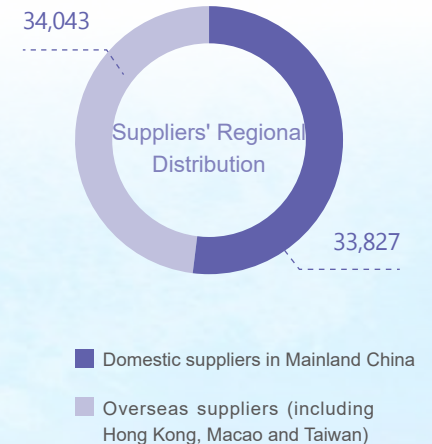 34,043
Suppliers' Regional
Distribution
33,827
Domestic suppliers in Mainland China
Overseas suppliers (including
Hong Kong, Macao and Taiwan)